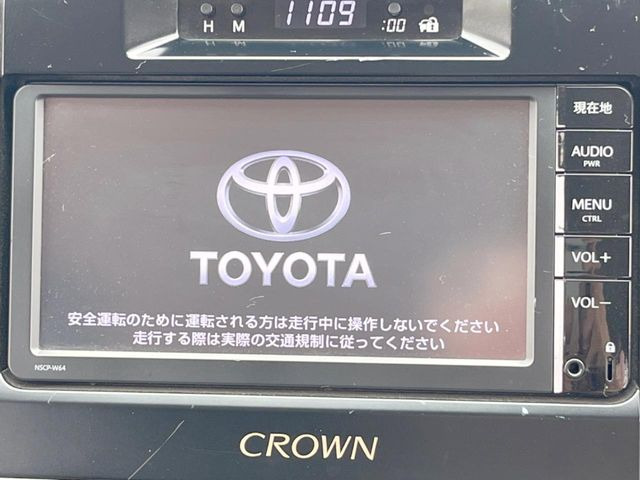 1109
H M :00
現在地
AUDIO
PWR
MENU
CTRL
VOL+
VOL−
TOYOTA
安全運転のために運転される方は走行中に操作しないでください
走行する際は実際の交通規制に従ってください
NSCP-W64
CROWN